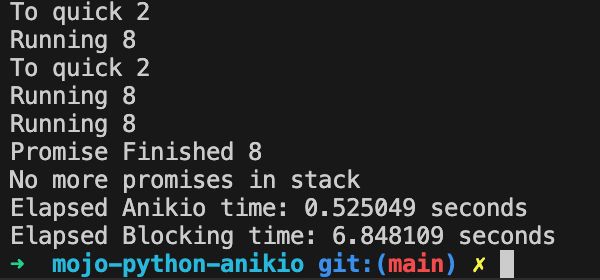 To quick 2
Running 8
To quick 2
Running 8
Running 8
Promise Finished 8
No more promises in stack
Elapsed Anikio time: 0.525049 seconds
Elapsed Blocking time: 6.848109 seconds
➜ mojo-python-anikio git:(main) ✗